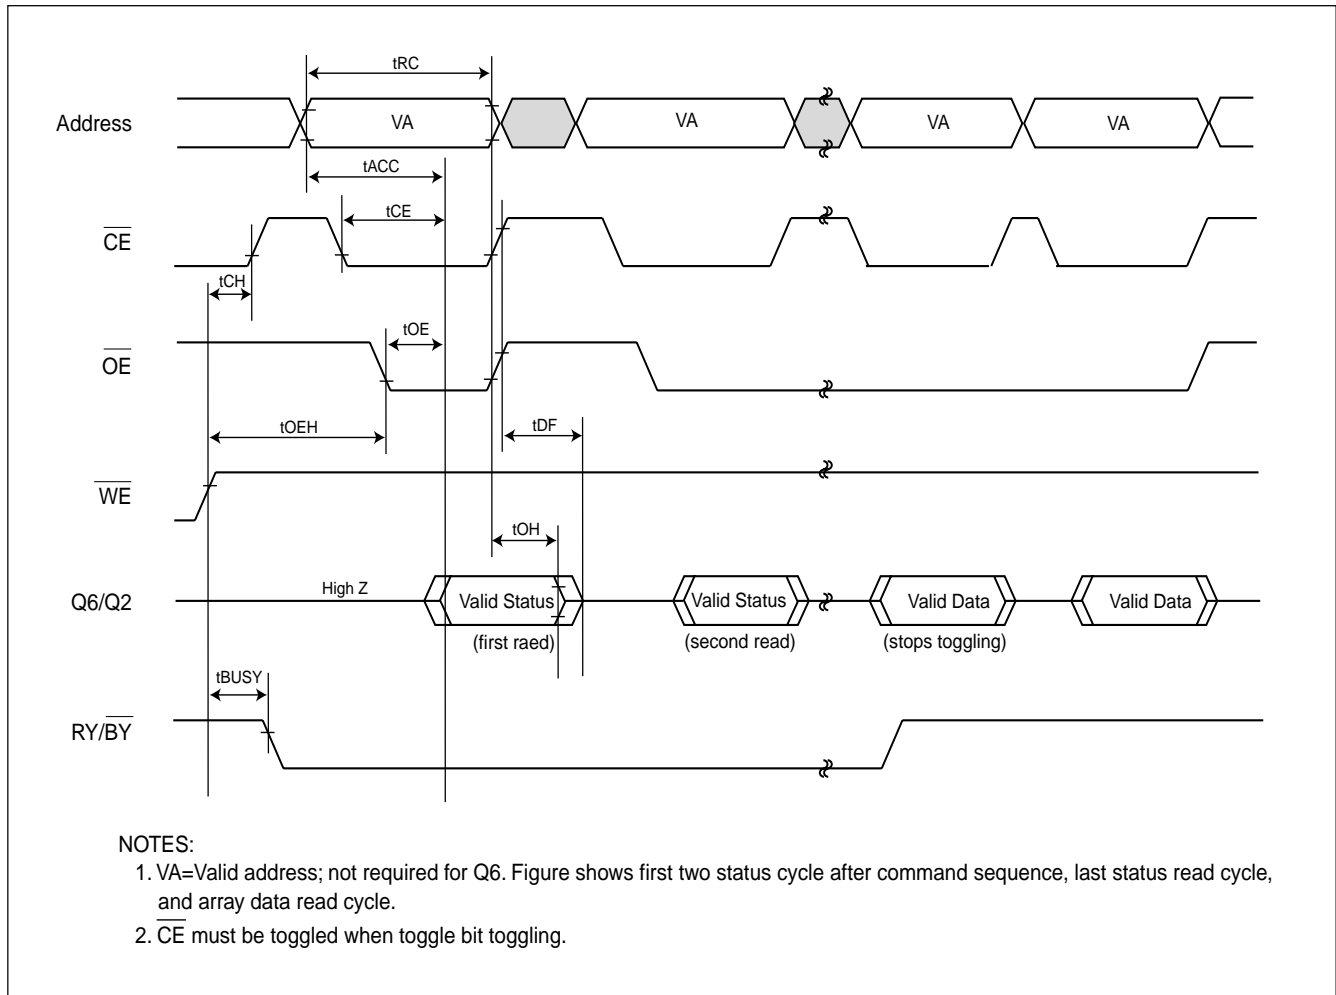 tRC
Address
VA
VA
VA
VA
tACC
tCE
CE
tCH
tOE
OE
tOEH
tDF
WE
tOH
Q6/Q2
High Z
Valid Status
Valid Status
Valid Data
Valid Data
(first raed)
(second read)
(stops toggling)
tBUSY
RY/BY
NOTES:
1. VA=Valid address; not required for Q6. Figure shows first two status cycle after command sequence, last status read cycle,
and array data read cycle.
2. CE must be toggled when toggle bit toggling.